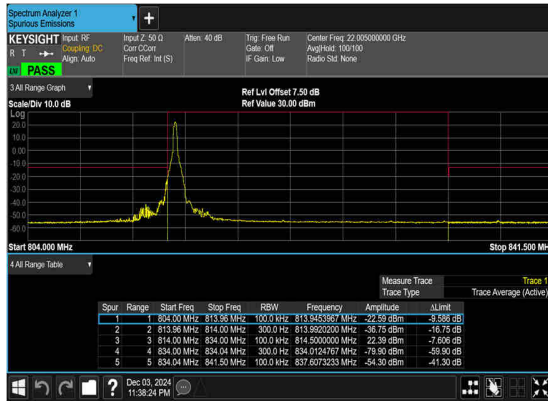 Spectrum Analyzer 1
Spurious Emissions
KEYSIGHT Input: RF Input Z: 50 Ω Atten: 40 dB Trig: Free Run Center Freq: 22.005000000 GHz
R T Coupling: DC Corr CCorr Gate: Off Avg|Hold: 100/100
Align: Auto Freq Ref: Int (S) IF Gain: Low Radio Std: None
PASS
3 All Range Graph
Ref Lvl Offset 7.50 dB
Scale/Div 10.0 dB Ref Value 30.00 dBm
Log
20.0
10.0
0.00
-10.0
-20.0
-30.0
-40.0
-50.0
-60.0
Start 804.000 MHz Stop 841.500 MH
4 All Range Table
Measure Trace Trace 1
Trace Type Trace Average (Active)
Spur Range Start Freq Stop Freq RBW Frequency Amplitude ΔLimit
1 1 804.00 MHz 813.96 MHz 100.0 kHz 813.9453967 MHz -22.59 dBm -9.586 dB
2 2 813.96 MHz 814.00 MHz 300.0 Hz 813.9920200 MHz -36.75 dBm -16.75 dB
3 3 814.00 MHz 834.00 MHz 100.0 kHz 814.5000000 MHz 22.39 dBm -7.606 dB
4 4 834.00 MHz 834.04 MHz 300.0 Hz 834.0124767 MHz -79.90 dBm -59.90 dB
5 5 834.04 MHz 841.50 MHz 100.0 kHz 837.6073233 MHz -54.30 dBm -41.30 dB
Dec 03, 2024
11:38:24 PM